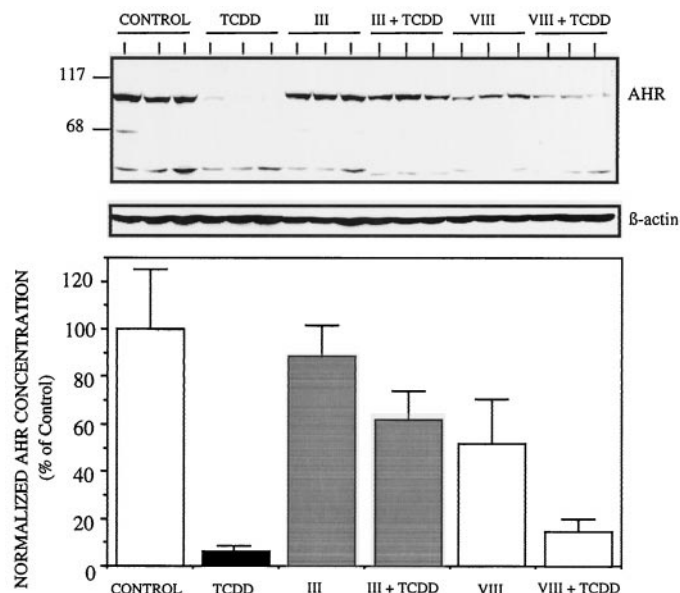 CONTROL TCDD III III + TCDD VIII VIII + TCDD
117
AHR
68
ß-actin
NORMALIZED AHR CONCENTRATION
(% of Control)
120
100
80
60
40
20
0
CONTROL TCDD III III + TCDD VIII VIII + TCDD